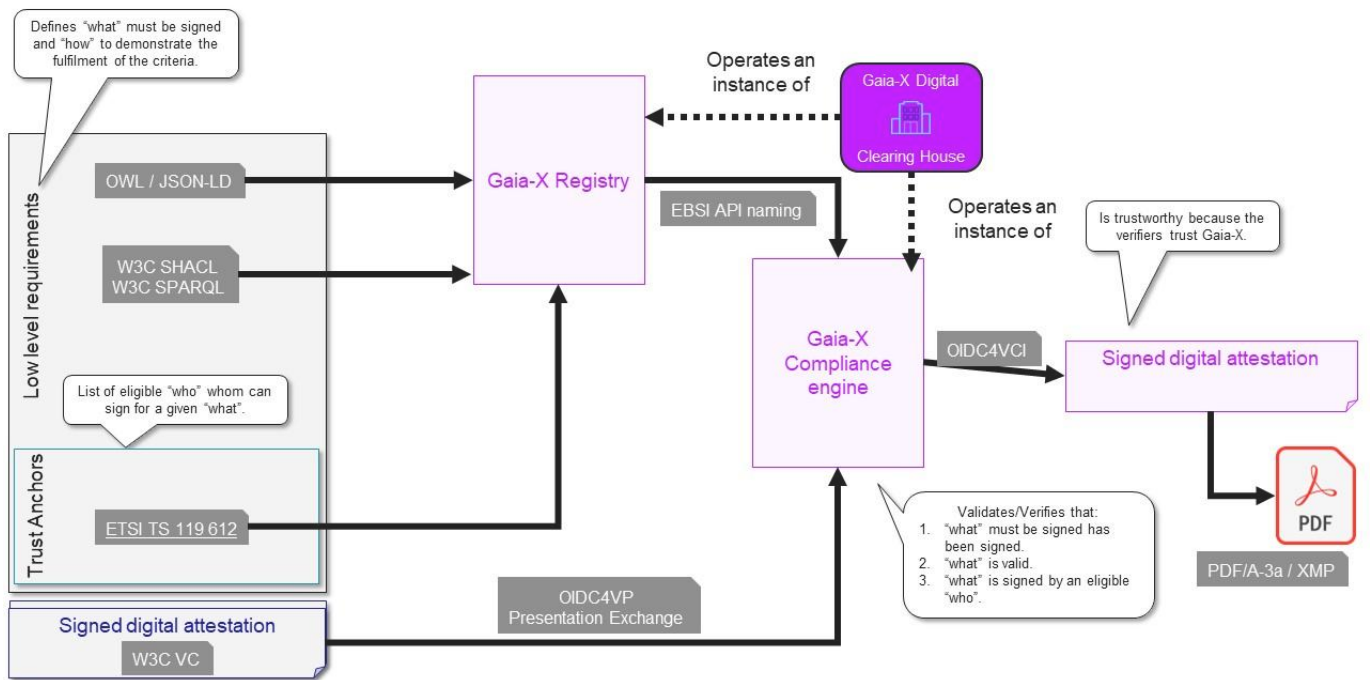 Defines “what” must be signed
and “how” to demonstrate the
fulfilment of the criteria.
Low level requirements
OWL / JSON-LD
W3C SHACL
W3C SPARQL
List of eligible “who” whom can
sign for a given “what”.
Trust Anchors
ETSI TS 119 612
Signed digital attestation
W3C VC
Gaia-X Registry
Operates an
instance of
Gaia-X Digital
Clearing House
EBSI API naming
Operates an
instance of
Is trustworthy because the
verifiers trust Gaia-X.
Gaia-X
Compliance
engine
OIDC4VCI
Signed digital attestation
OIDC4VP
Presentation Exchange
Validates/Verifies that:
1. “what” must be signed has
been signed.
2. “what” is valid.
3. “what” is signed by an eligible
“who”.
PDF
PDF/A-3a / XMP